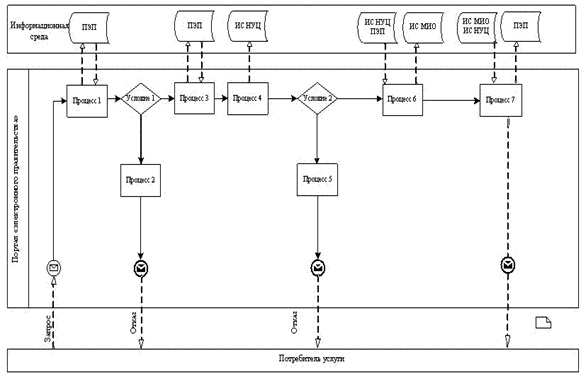 Информационная
среда
ПЭП
ПЭП
ИС НУЦ
ИС НУЦ
ПЭП
ИС МИО
ИС МИО
ИС НУЦ
ПЭП
Портал «электронного правительства»
Процесс 1
Условие 1
Процесс 3
Процесс 4
Условие 2
Процесс 6
Процесс 7
Процесс 2
Процесс 5
Запрос
Отказ
Отказ
Потребитель услуги